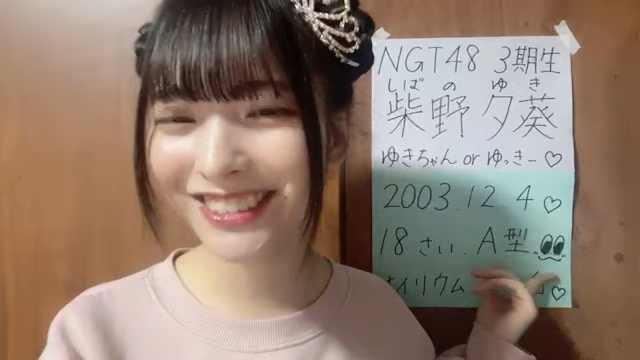 NGT48 3期生
しばの ゆき
柴野 夕葵
ゆきちゃん or ゆっきー♡
2003.12.4♡
18さい. A型.
サイリウム